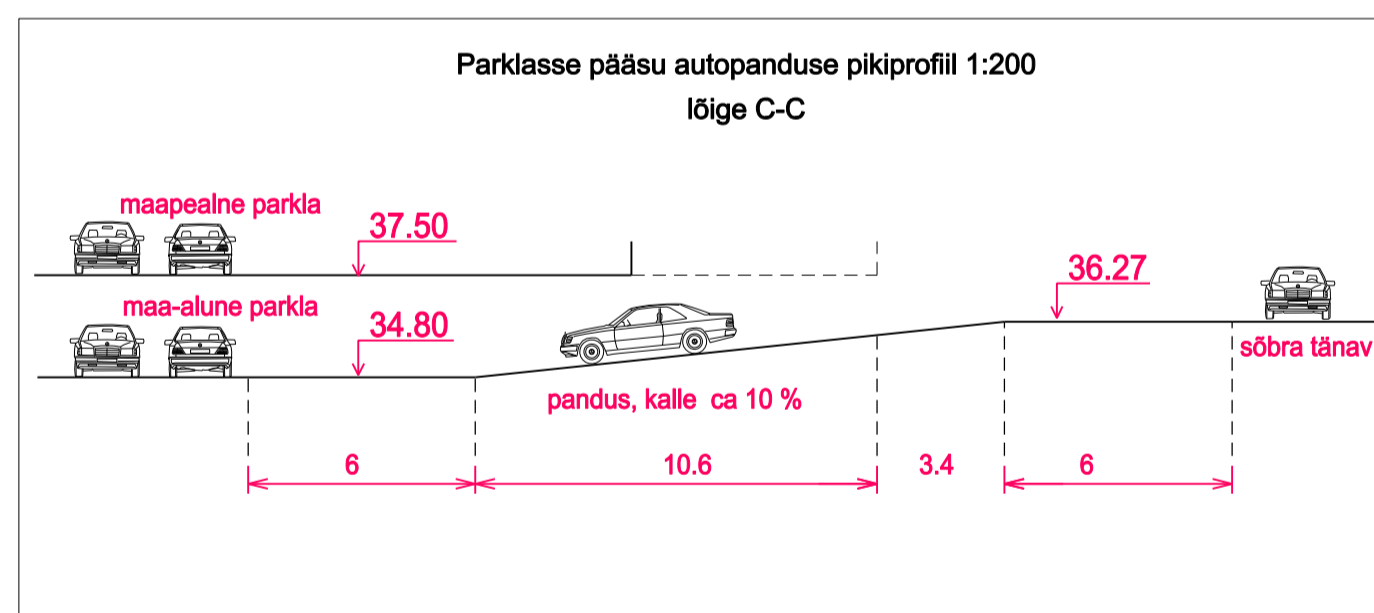 Parklasse pääsu autopanduse pikiprofiil 1:200
lõige C-C
maapealne parkla
37.50
36.27
maa-alune parkla
34.80
sõbra tänav
pandus, kalle ca 10 %
6
10.6
3.4
6